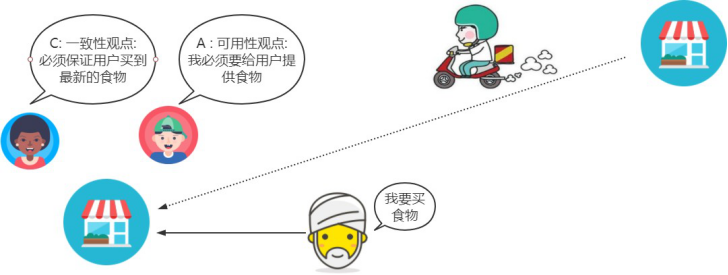 C: 一致性观点:
必须保证用户买到
最新的食物
A : 可用性观点:
我必须要给用户提
供食物
我要买
食物